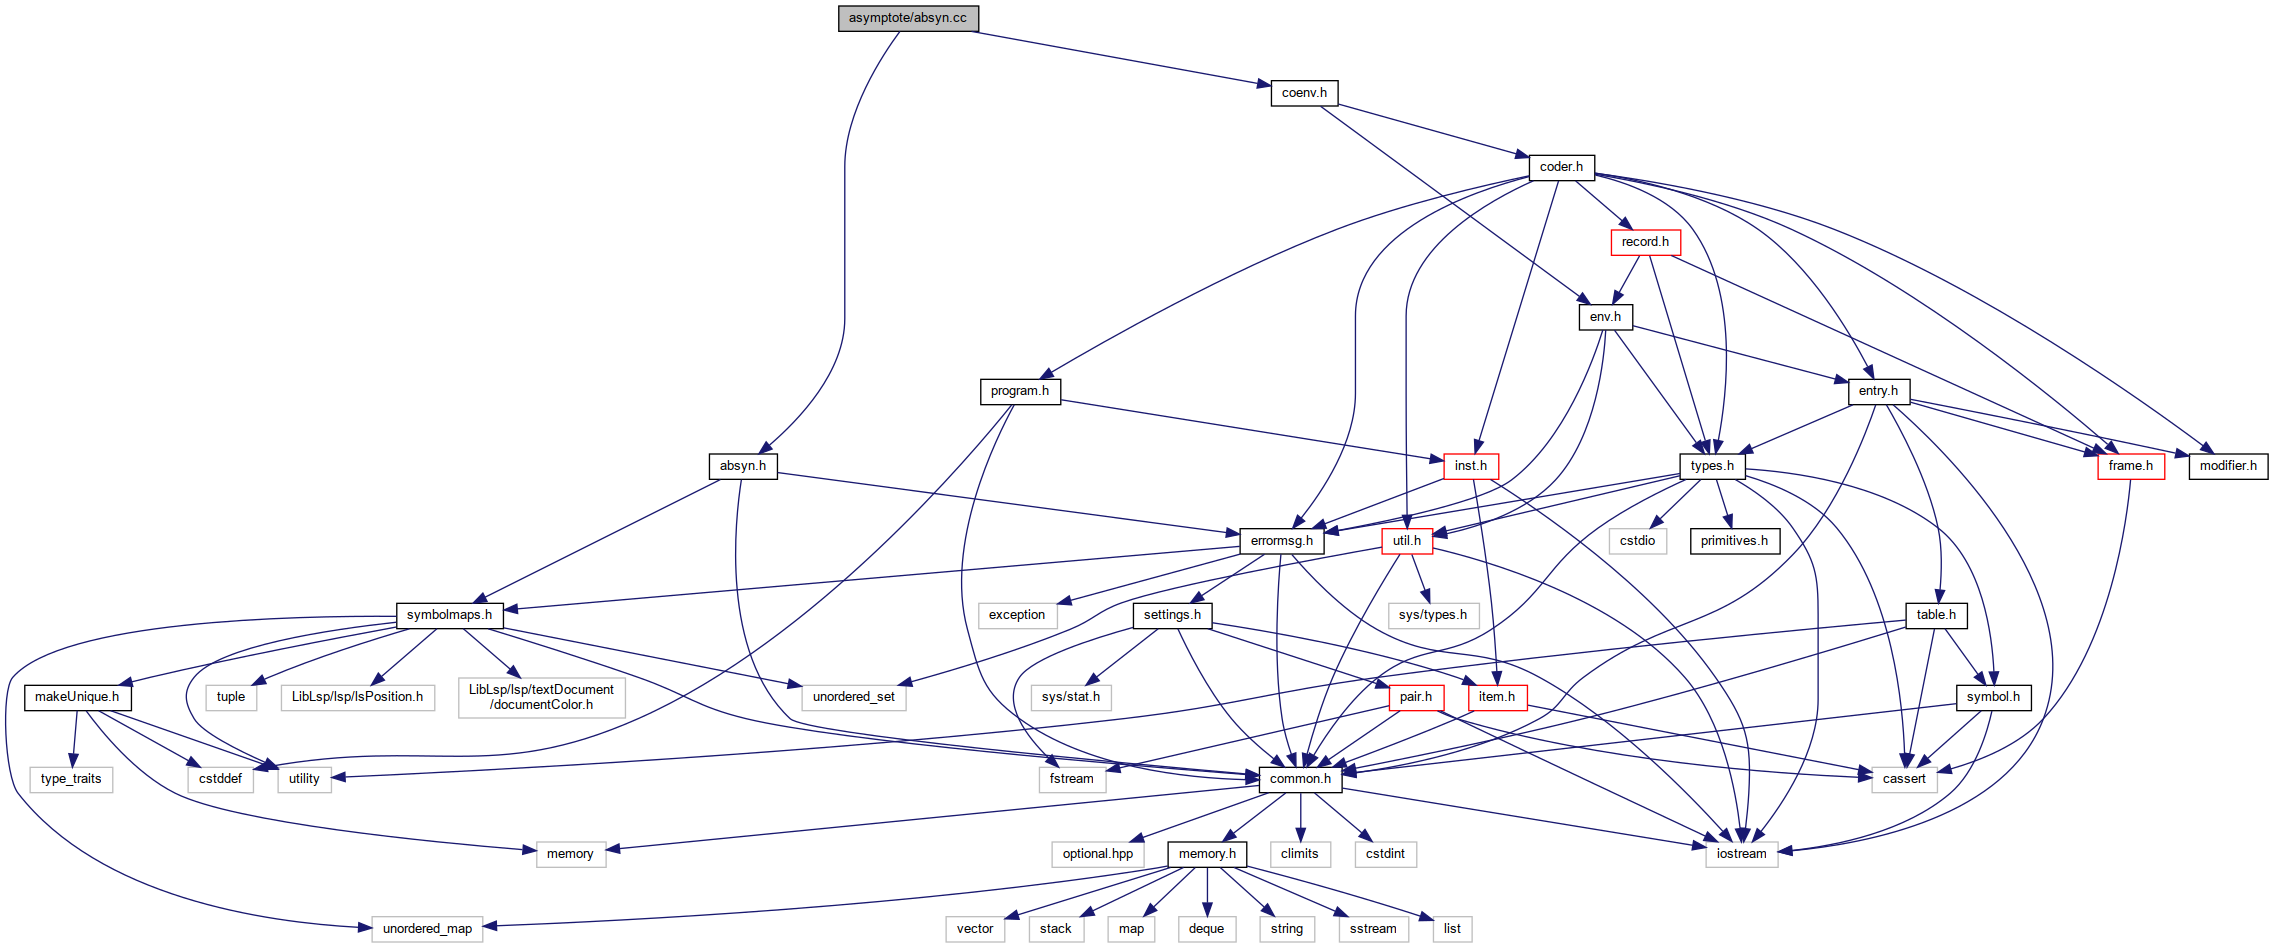 asymptote/absyn.cc
coenv.h
coder.h
record.h
env.h
program.h
entry.h
absyn.h
inst.h
types.h
frame.h
modifier.h
errormsg.h
util.h
cstdio
primitives.h
symbolmaps.h
exception
settings.h
sys/types.h
table.h
makeUnique.h
tuple
LibLsp/lsp/lsPosition.h
LibLsp/lsp/textDocument
/documentColor.h
unordered_set
sys/stat.h
pair.h
item.h
symbol.h
type_traits
cstddef
utility
fstream
common.h
cassert
memory
optional.hpp
memory.h
climits
cstdint
iostream
unordered_map
vector
stack
map
deque
string
sstream
list